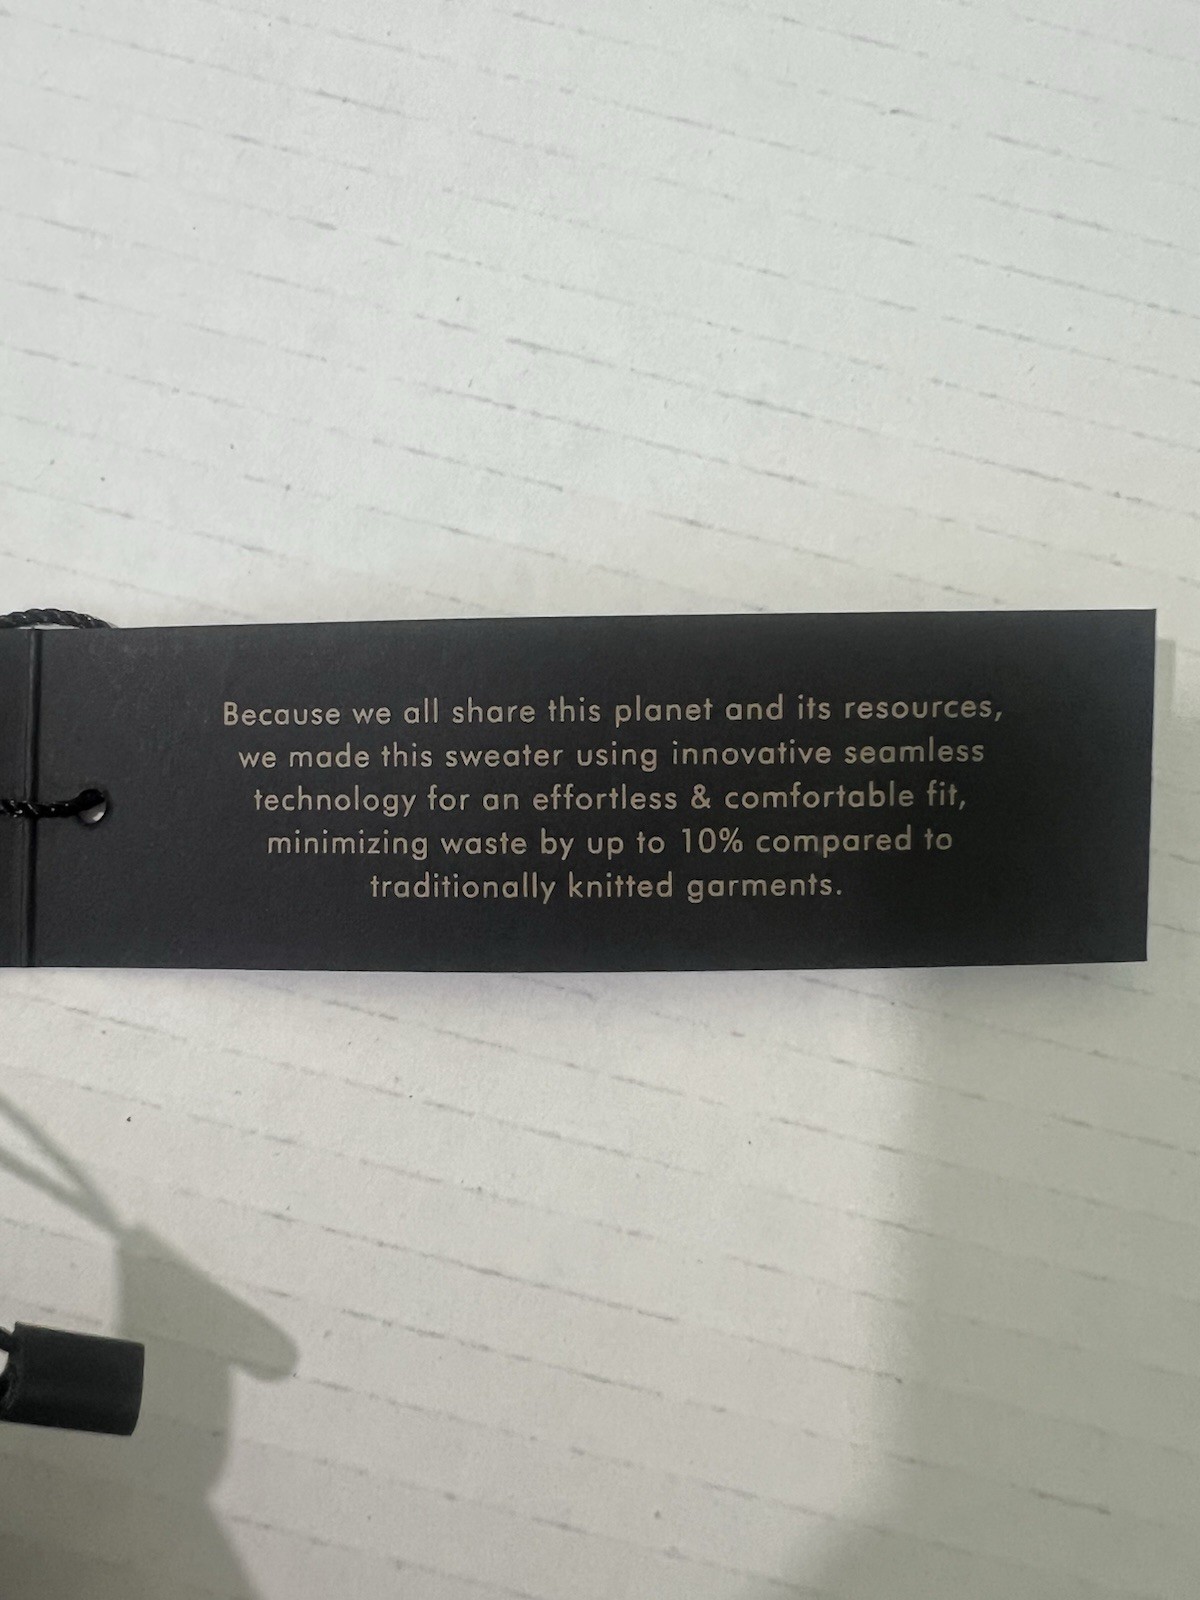 Because we all share this planet and its resources,
we made this sweater using innovative seamless
technology for an effortless & comfortable fit,
minimizing waste by up to 10% compared to
traditionally knitted garments.